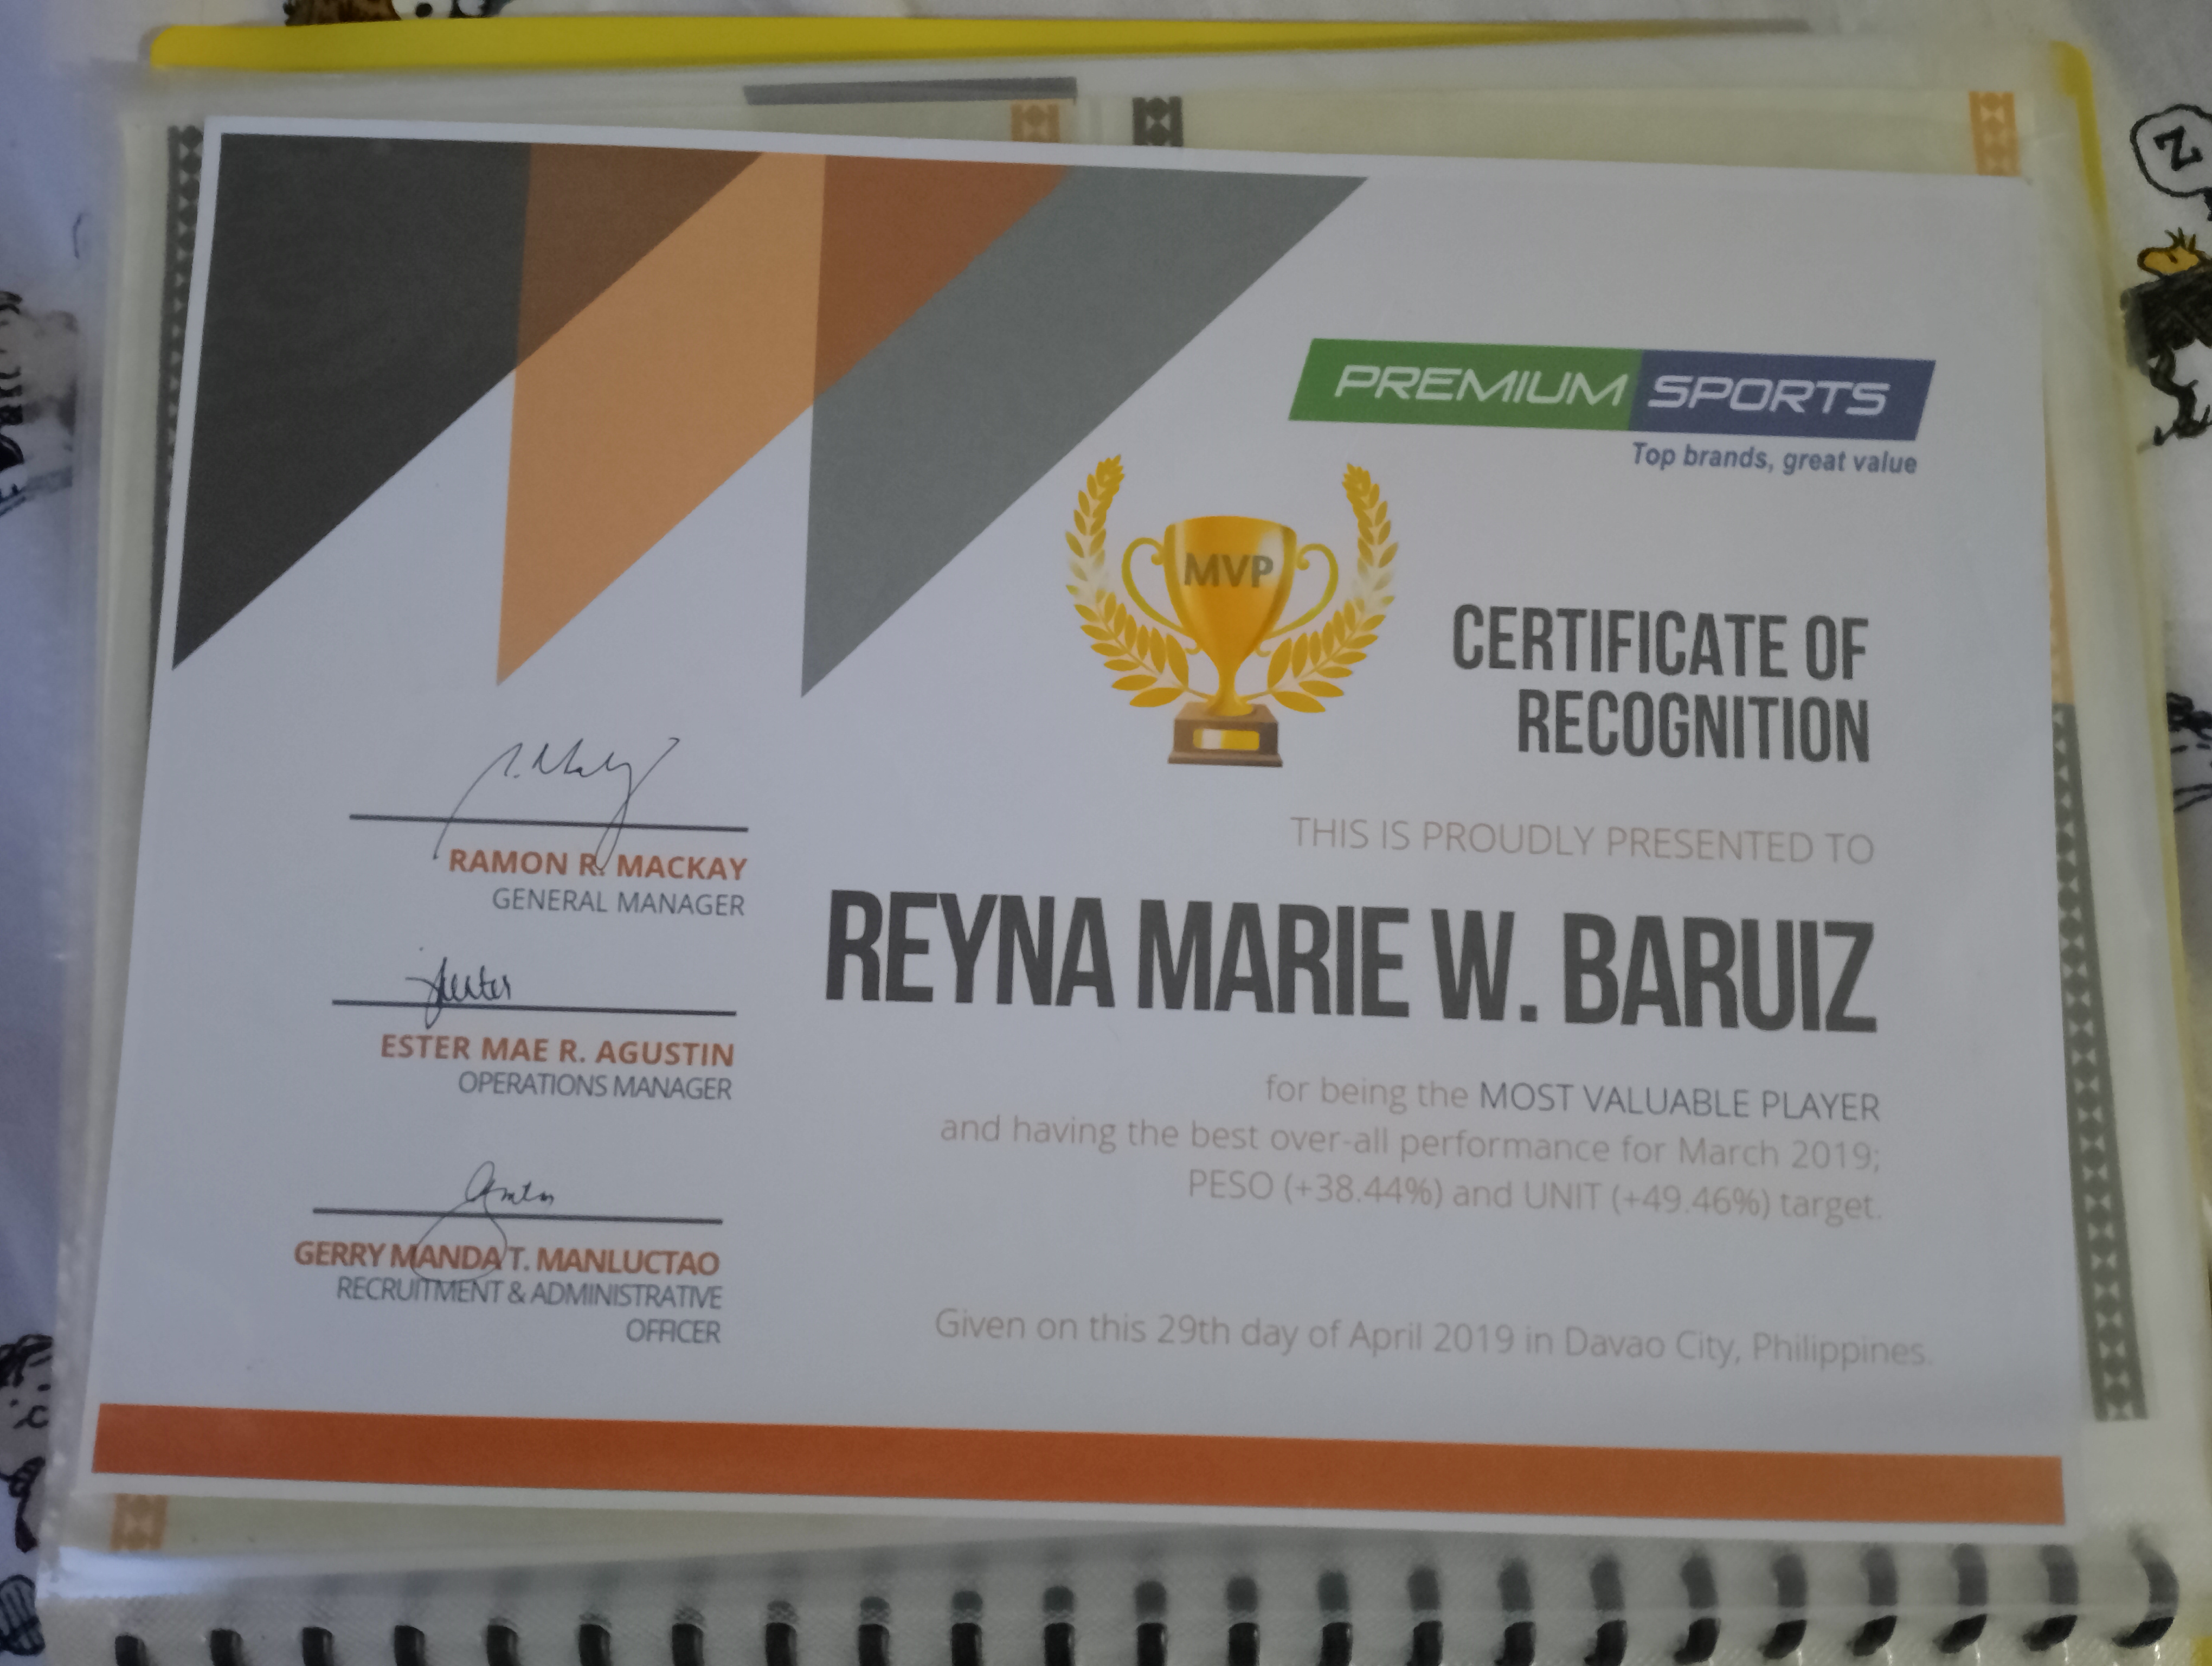 PREMIUM SPORTS
Top brands, great value
MVP
CERTIFICATE OF
RECOGNITION
THIS IS PROUDLY PRESENTED TO
REYNA MARIE W. BARUIZ
for being the MOST VALUABLE PLAYER
and having the best over-all performance for March 2019;
PESO (+38.44%) and UNIT (+49.46%) target.
Given on this 29th day of April 2019 in Davao City, Philippines.
RAMON R. MACKAY
GENERAL MANAGER
ESTER MAE R. AGUSTIN
OPERATIONS MANAGER
GERRY MANDA T. MANLUCTAO
RECRUITMENT & ADMINISTRATIVE
OFFICER
Z